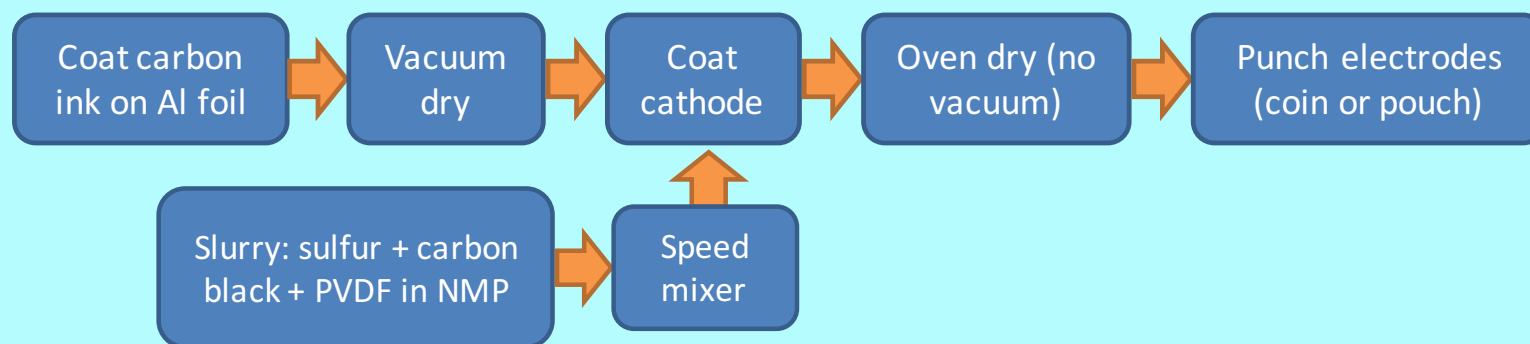 Coat carbon
ink on Al foil
Vacuum
dry
Coat
cathode
Oven dry (no
vacuum)
Punch electrodes
(coin or pouch)
Slurry: sulfur + carbon
black + PVDF in NMP
Speed
mixer